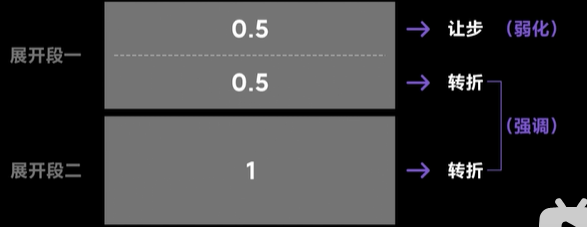 0.5 → 让步 （弱化）
展开段一
0.5 → 转折
（强调）
展开段二 1 → 转折